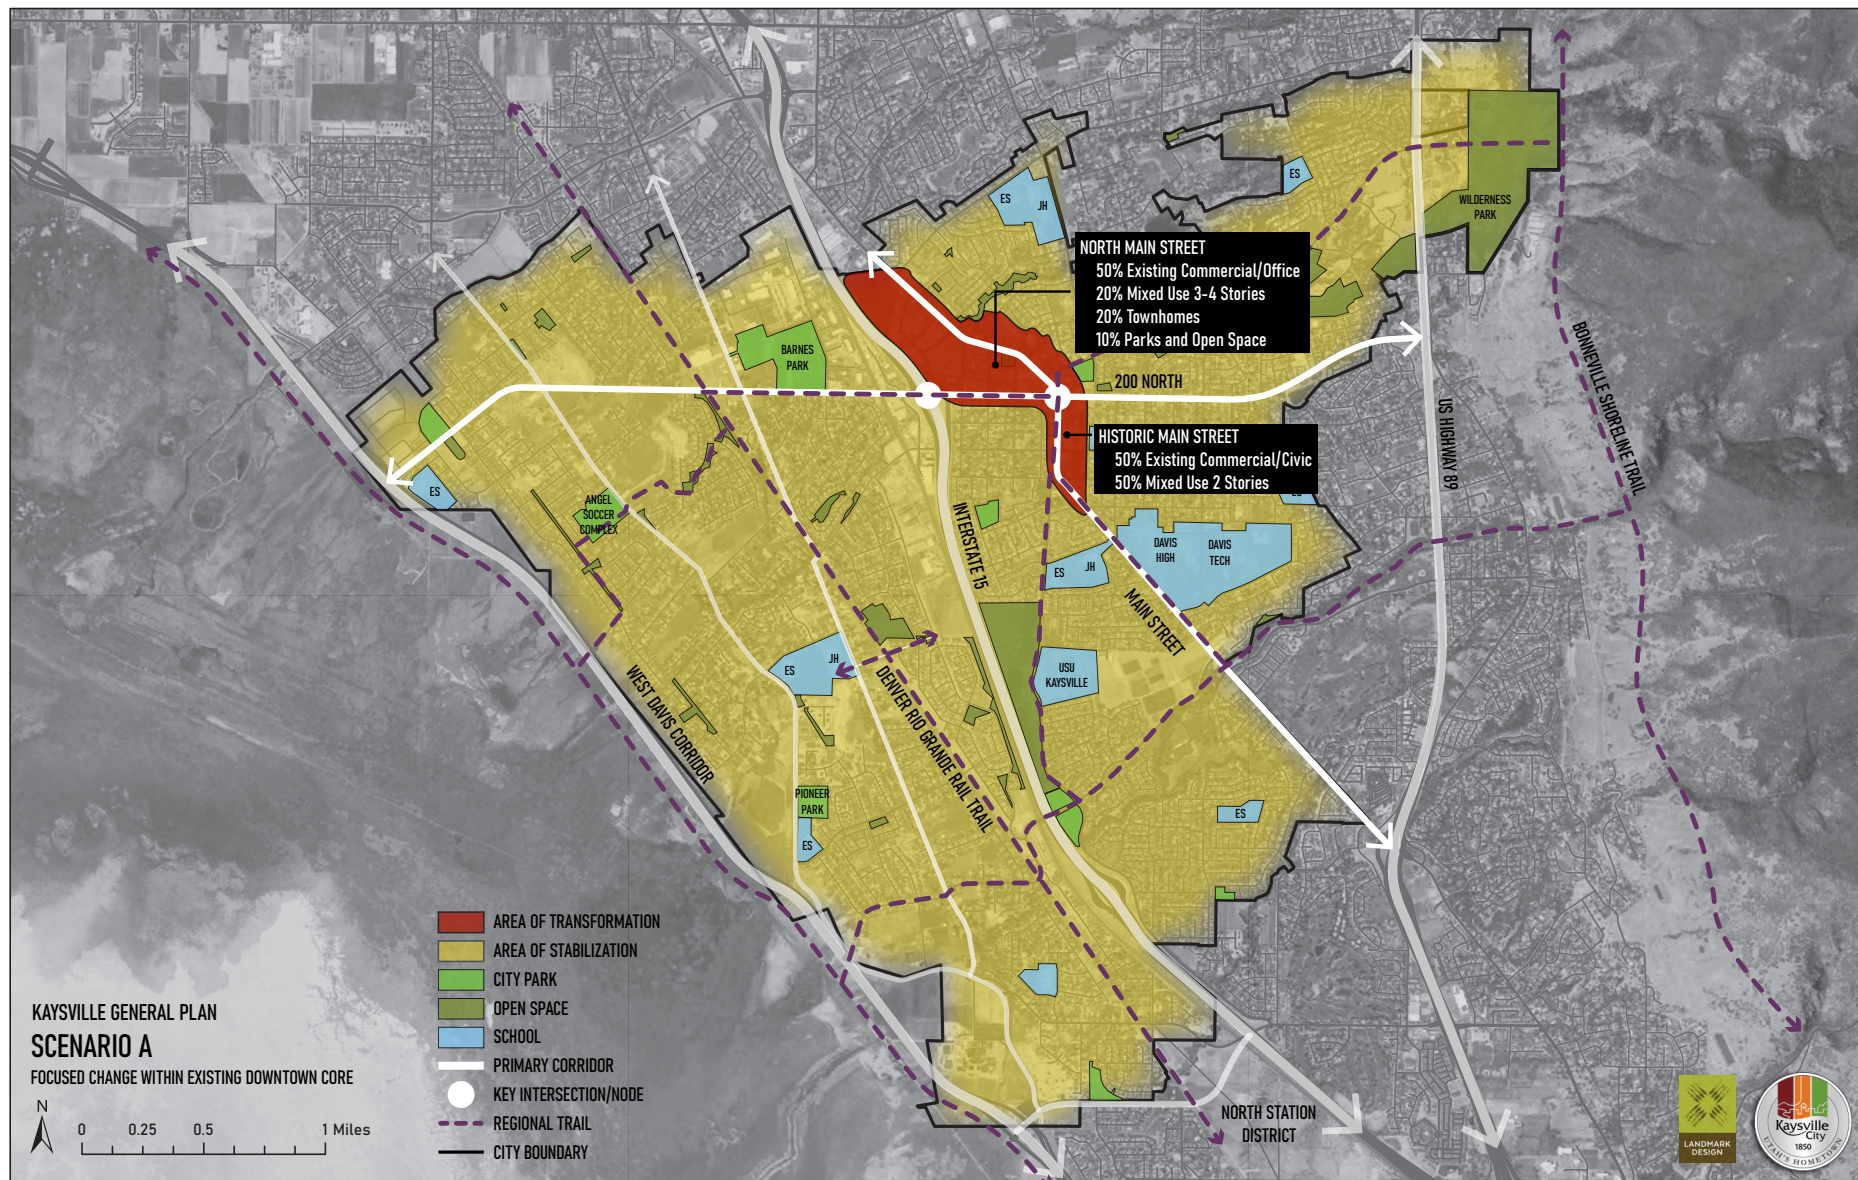 ES
JH
ES
WILDERNESS
PARK
NORTH MAIN STREET
50% Existing Commercial/Office
20% Mixed Use 3-4 Stories
20% Townhomes
10% Parks and Open Space
BARNES
PARK
200 NORTH
BONNEVILLE SHORELINE TRAIL
US HIGHWAY 89
HISTORIC MAIN STREET
50% Existing Commercial/Civic
50% Mixed Use 2 Stories
ES
ES
ANGEL
SOCCER
COMPLEX
INTERSTATE 15
DAVIS
HIGH
DAVIS
TECH
ES
JH
MAIN STREET
ES
JH
USU
KAYSVILLE
WEST DAVIS CORRIDOR
DENVER RIO GRANDE RAIL TRAIL
PIONEER
PARK
ES
ES
AREA OF TRANSFORMATION
AREA OF STABILIZATION
CITY PARK
OPEN SPACE
SCHOOL
PRIMARY CORRIDOR
KEY INTERSECTION/NODE
REGIONAL TRAIL
CITY BOUNDARY
KAYSVILLE GENERAL PLAN
SCENARIO A
FOCUSED CHANGE WITHIN EXISTING DOWNTOWN CORE
N
0 0.25 0.5 1 Miles
NORTH STATION
DISTRICT
LANDMARK
DESIGN
Kaysville
City
1850
UTAH'S HOMETOWN